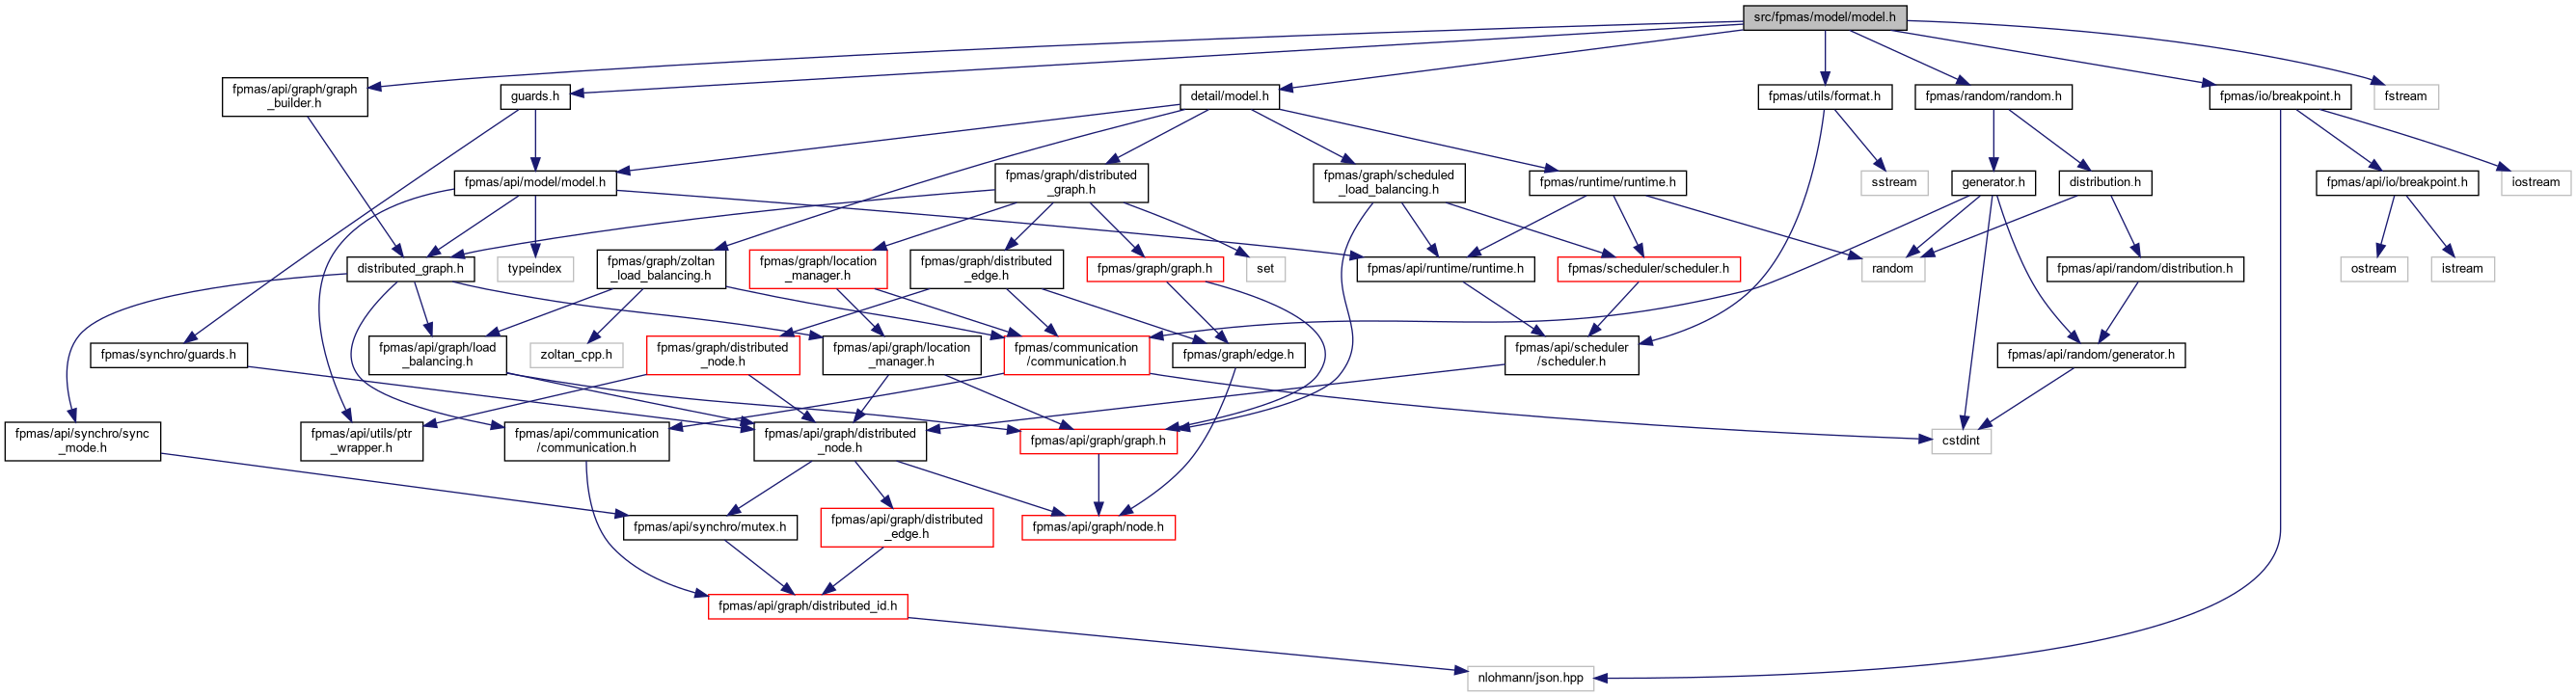 src/fpmas/model/model.h
fpmas/api/graph/graph
_builder.h
guards.h
detail/model.h
fpmas/utils/format.h
fpmas/random/random.h
fpmas/io/breakpoint.h
fstream
fpmas/api/model/model.h
fpmas/graph/distributed
_graph.h
fpmas/graph/scheduled
_load_balancing.h
fpmas/runtime/runtime.h
sstream
generator.h
distribution.h
fpmas/api/io/breakpoint.h
iostream
distributed_graph.h
typeindex
fpmas/graph/zoltan
_load_balancing.h
fpmas/graph/location
_manager.h
fpmas/graph/distributed
_edge.h
fpmas/graph/graph.h
set
fpmas/api/runtime/runtime.h
fpmas/scheduler/scheduler.h
random
fpmas/api/random/distribution.h
ostream
istream
fpmas/synchro/guards.h
fpmas/api/graph/load
_balancing.h
zoltan_cpp.h
fpmas/graph/distributed
_node.h
fpmas/api/graph/location
_manager.h
fpmas/communication
/communication.h
fpmas/graph/edge.h
fpmas/api/scheduler
/scheduler.h
fpmas/api/random/generator.h
fpmas/api/synchro/sync
_mode.h
fpmas/api/utils/ptr
_wrapper.h
fpmas/api/communication
/communication.h
fpmas/api/graph/distributed
_node.h
fpmas/api/graph/graph.h
cstdint
fpmas/api/synchro/mutex.h
fpmas/api/graph/distributed
_edge.h
fpmas/api/graph/node.h
fpmas/api/graph/distributed_id.h
nlohmann/json.hpp